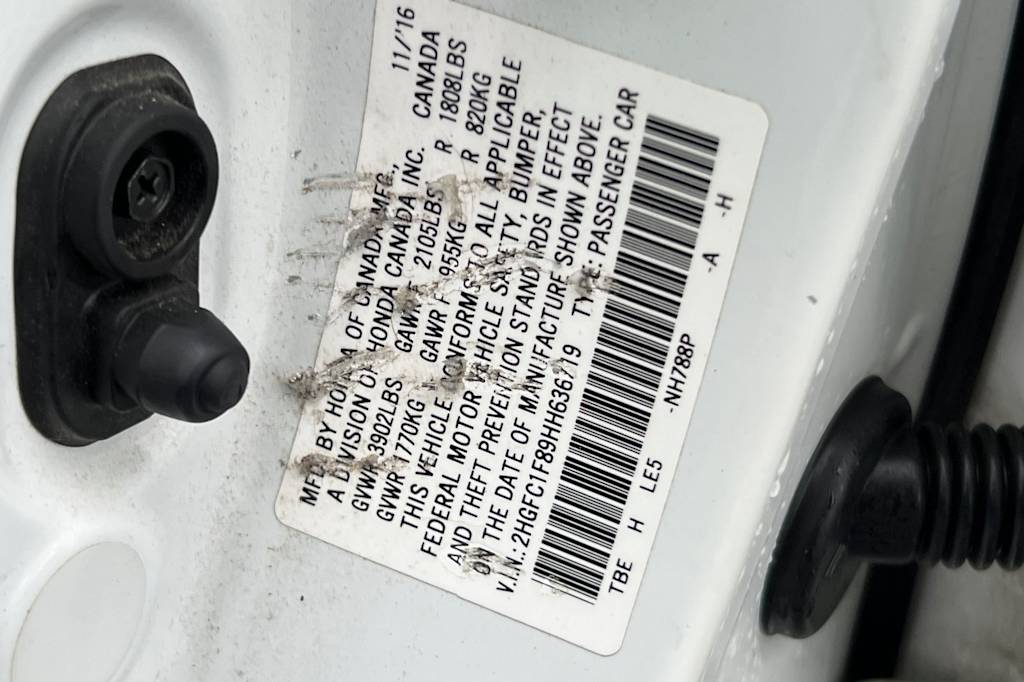 MFD. BY HONDA OF CANADA MFG., 11/'16
A DIVISION OF HONDA CANADA INC. CANADA
GVWR 3902LBS GAWR F 2105LBS R 1808LBS
GVWR 1770KG GAWR F 955KG R 820KG
THIS VEHICLE CONFORMS TO ALL APPLICABLE
FEDERAL MOTOR VEHICLE SAFETY, BUMPER,
AND THEFT PREVENTION STANDARDS IN EFFECT
ON THE DATE OF MANUFACTURE SHOWN ABOVE.
V.I.N.: 2HGFC1F89HH636719 TYPE: PASSENGER CAR
TBE H LE5 -NH788P -A -H